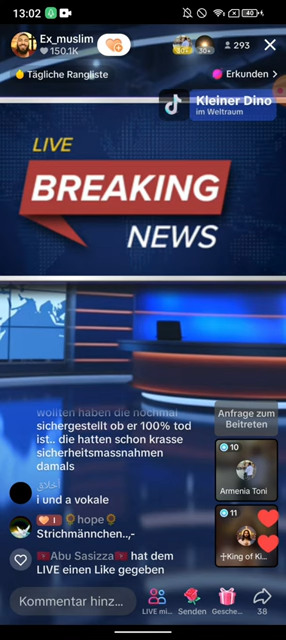 13:02
40
Ex_muslim
150.1K
30+
293
Tägliche Rangliste
Erkunden >
Kleiner Dino
im Weltraum
LIVE
BREAKING
NEWS
wollten haben die nochmal
sichergestellt ob er 100% tod
ist.. die hatten schon krasse
sicherheitsmassnahmen
damals
i und a vokale
I hope
Strichmännchen..,-
Abu Sasizza hat dem
LIVE einen Like gegeben
Anfrage zum
Beitreten
10
Armenia Toni
11
King of Ki...
Kommentar hinz...
LIVE mi...
Senden
Gesche...
38